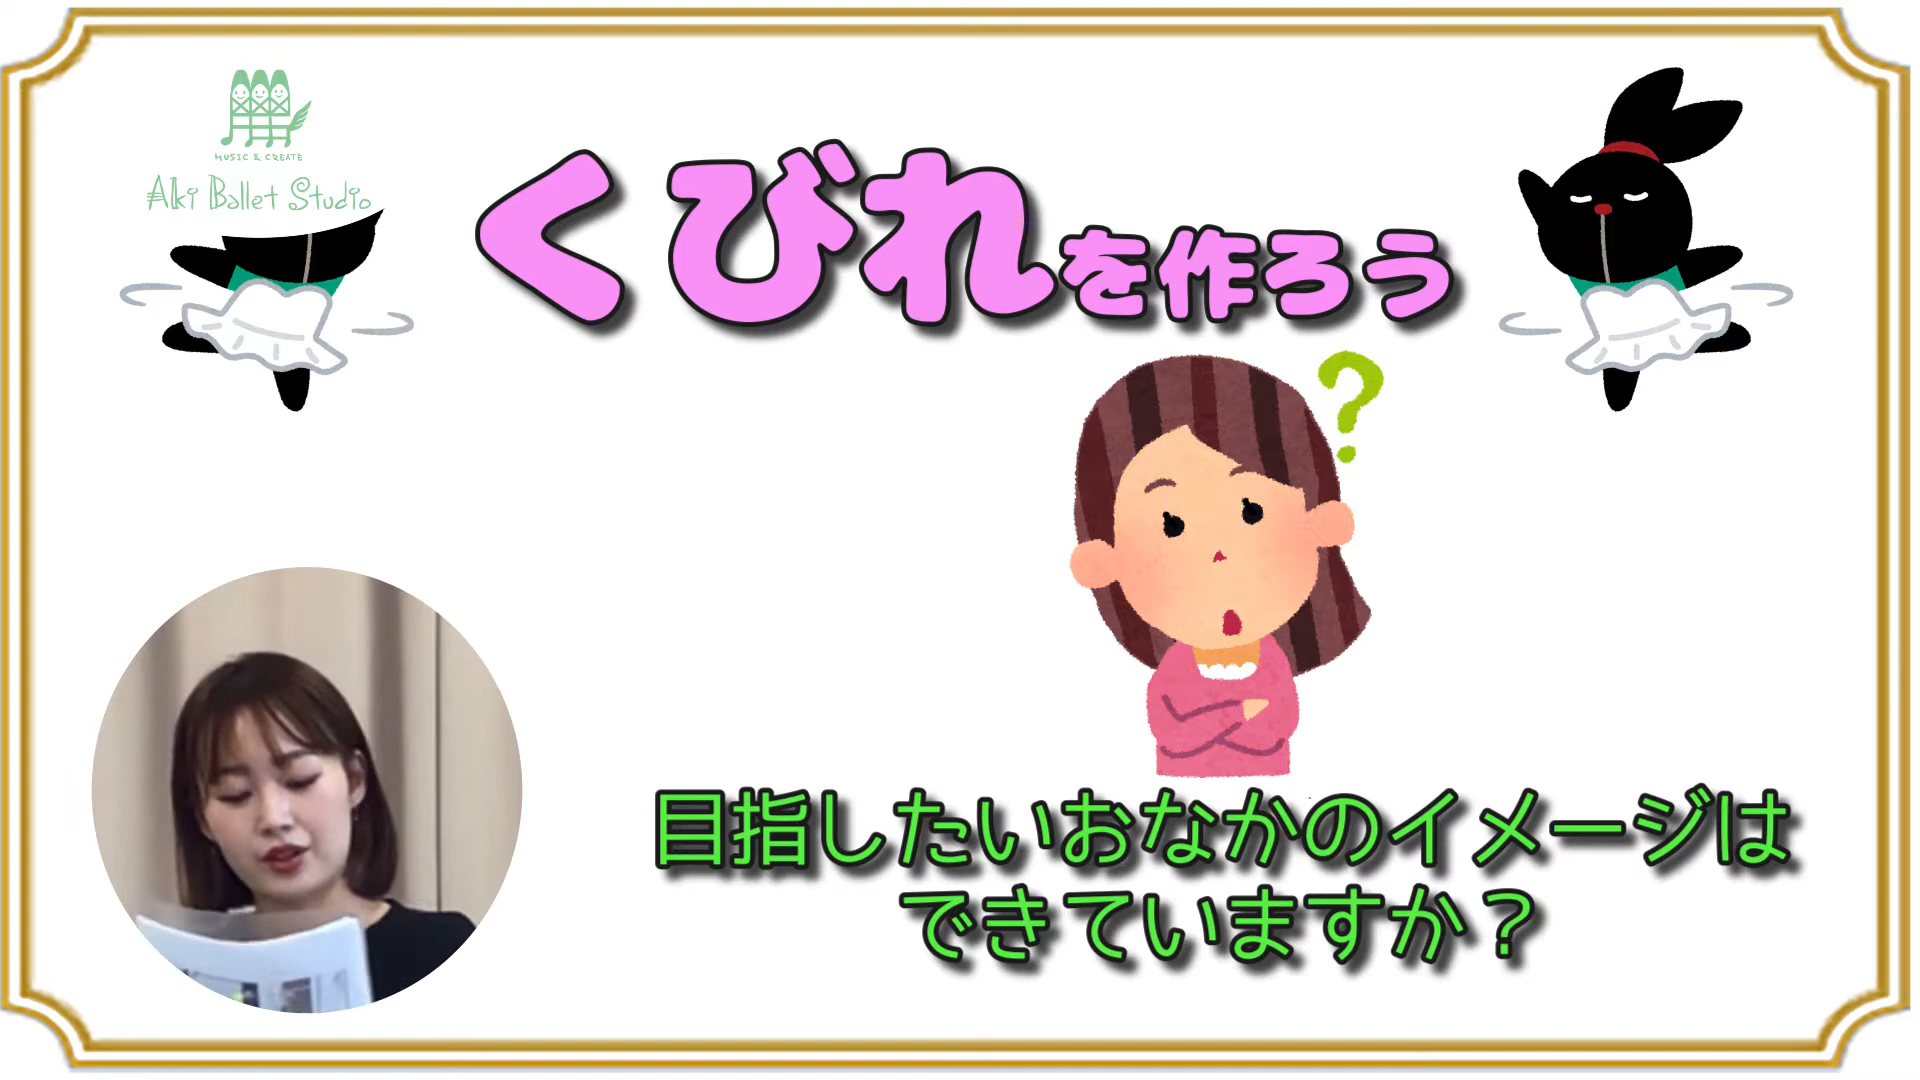 MUSIC & CREATE
Aki Ballet Studio
くびれを作ろう
?
目指したいおなかのイメージは
できていますか？